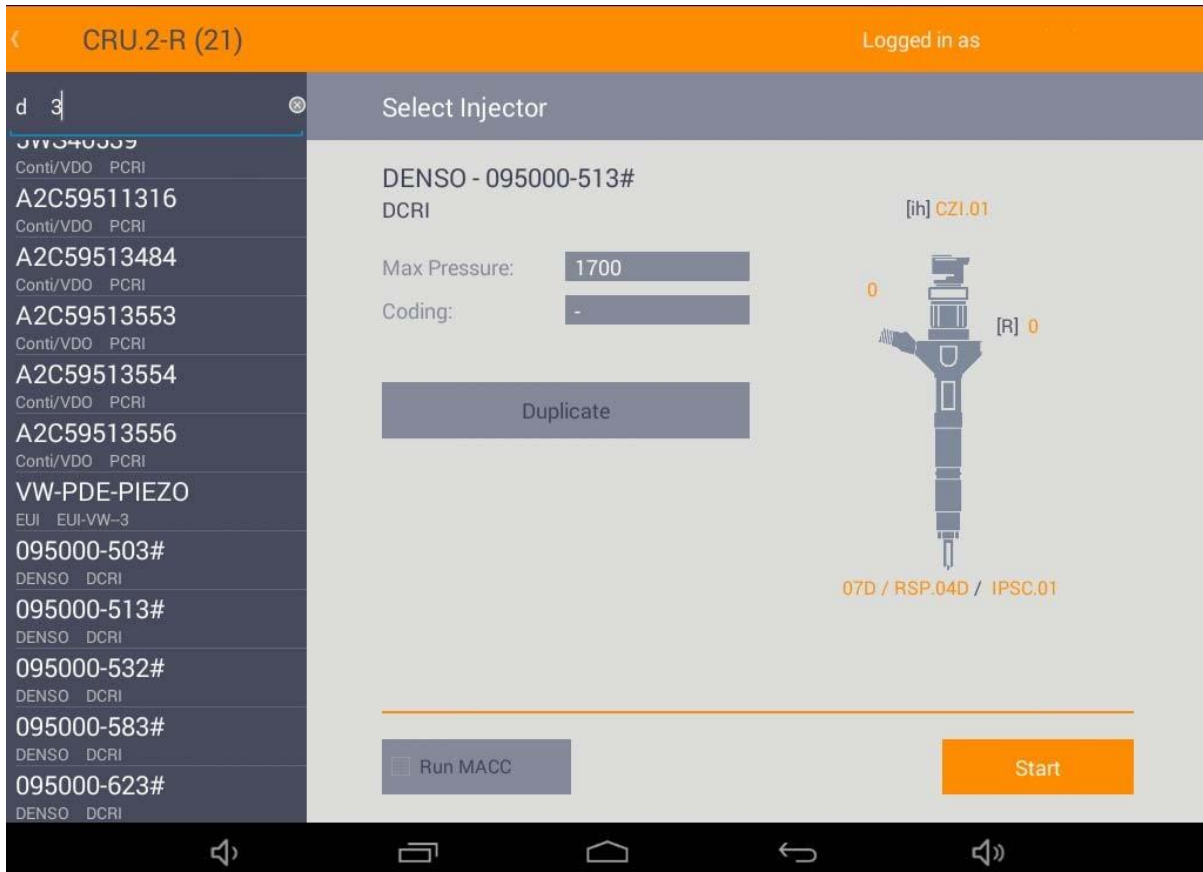 CRU.2-R (21)
Logged in as
d 3
Select Injector
5WS40539
Conti/VDO PCRI
A2C59511316
Conti/VDO PCRI
A2C59513484
Conti/VDO PCRI
A2C59513553
Conti/VDO PCRI
A2C59513554
Conti/VDO PCRI
A2C59513556
Conti/VDO PCRI
VW-PDE-PIEZO
EUI EUI-VW--3
095000-503#
DENSO DCRI
095000-513#
DENSO DCRI
095000-532#
DENSO DCRI
095000-583#
DENSO DCRI
095000-623#
DENSO DCRI
DENSO - 095000-513#
DCRI
Max Pressure: 1700
Coding: -
Duplicate
[ih] CZI.01
0
[R] 0
07D / RSP.04D / IPSC.01
Run MACC
Start